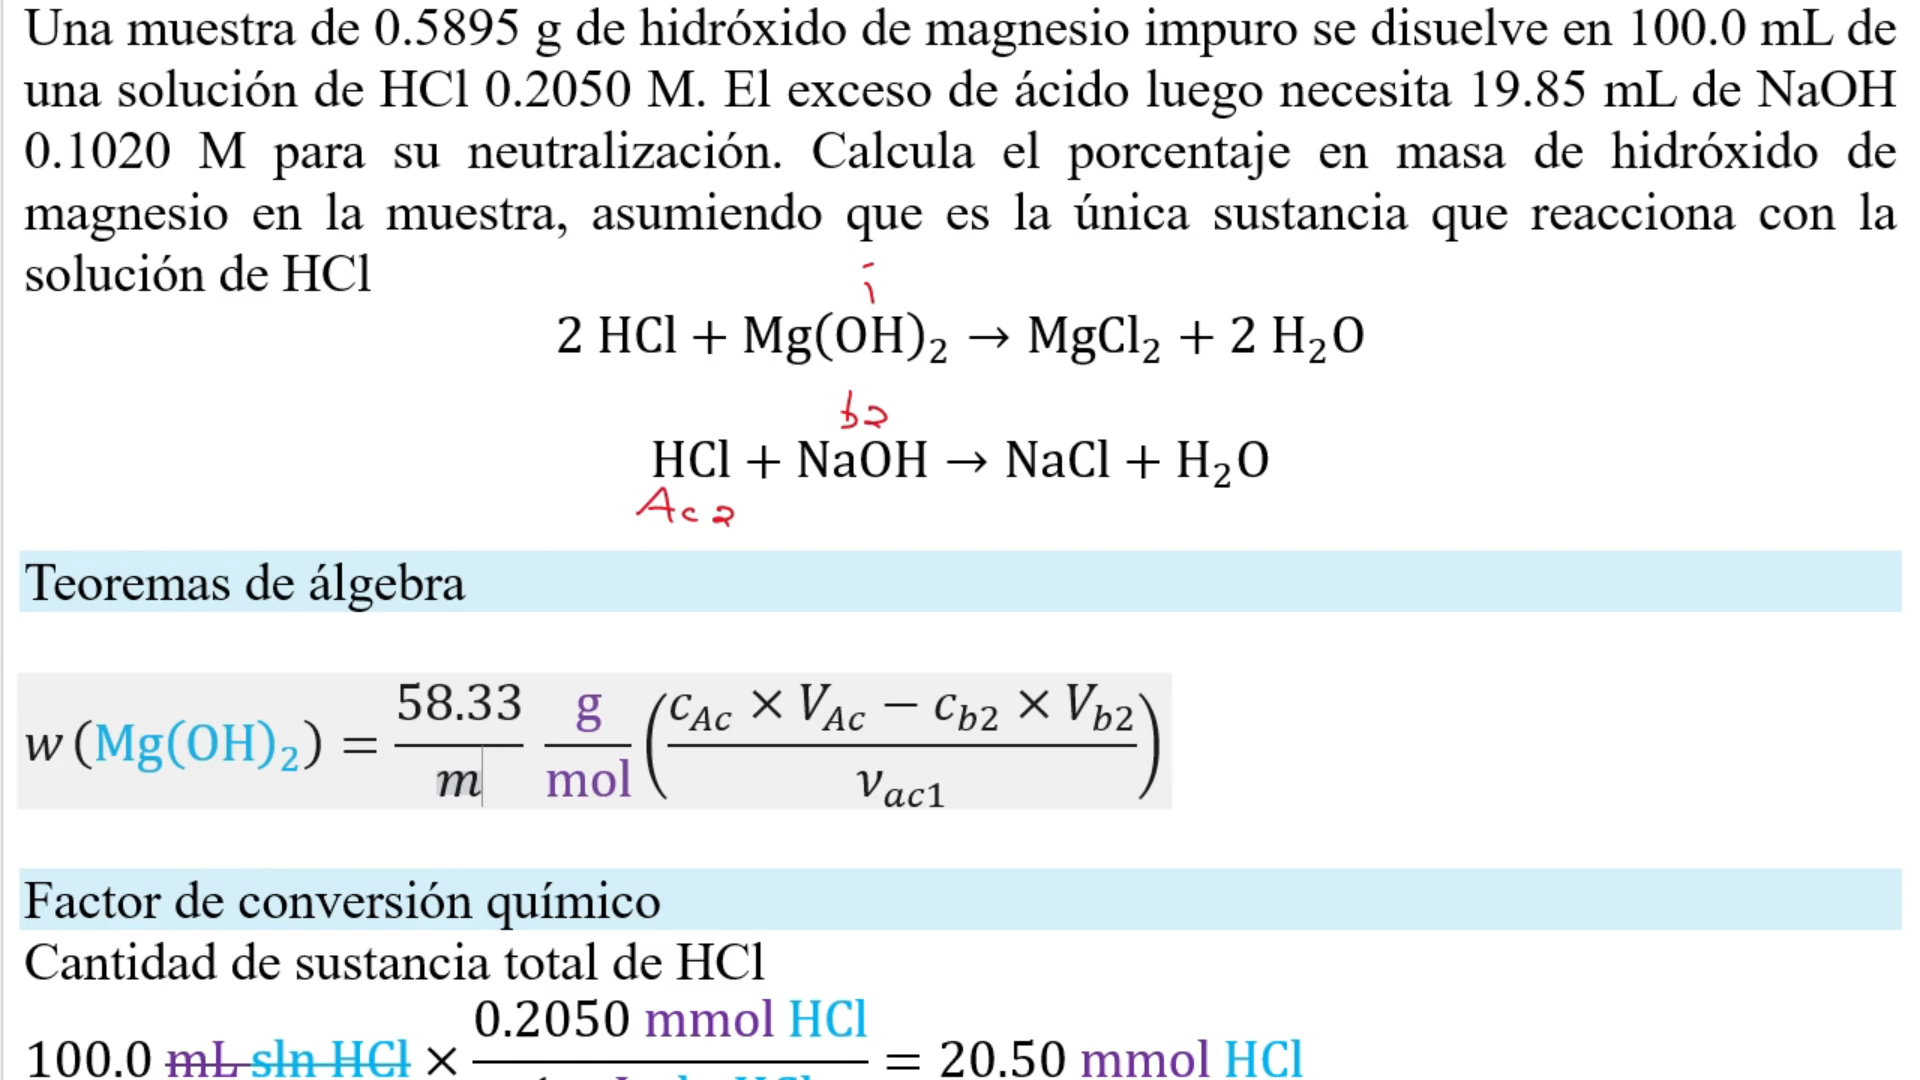 Una muestra de 0.5895 g de hidróxido de magnesio impuro se disuelve en 100.0 mL de
una solución de HCl 0.2050 M. El exceso de ácido luego necesita 19.85 mL de NaOH
0.1020 M para su neutralización. Calcula el porcentaje en masa de hidróxido de
magnesio en la muestra, asumiendo que es la única sustancia que reacciona con la
solución de HCl
i
2 HCl + Mg(OH)₂ → MgCl₂ + 2 H₂O
b2
HCl + NaOH → NaCl + H₂O
Ac2
Teoremas de álgebra
w (Mg(OH)₂) = 58.33/m g/mol ((c_Ac × V_Ac − c_b2 × V_b2)/ν_ac1)
Factor de conversión químico
Cantidad de sustancia total de HCl
100.0 mL sln HCl × 0.2050 mmol HCl = 20.50 mmol HCl